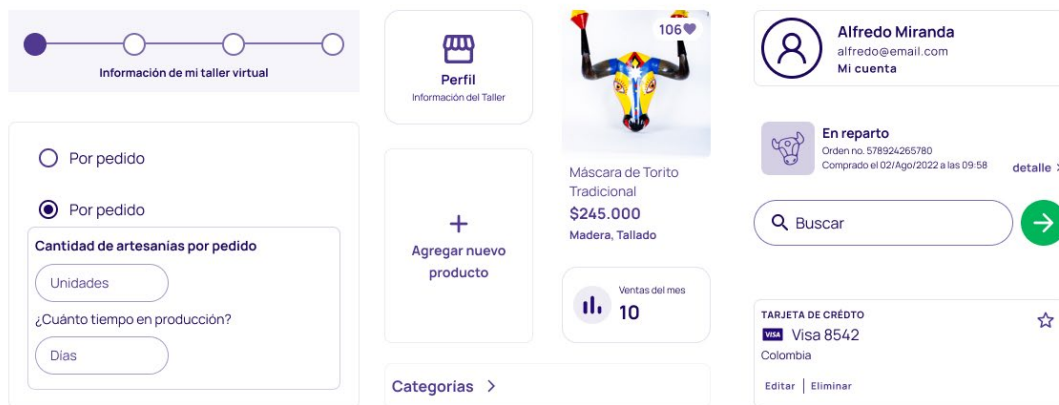 Información de mi taller virtual
Por pedido
Por pedido
Cantidad de artesanías por pedido
Unidades
¿Cuánto tiempo en producción?
Días
Perfil
Información del Taller
Agregar nuevo
producto
Categorías
106
Máscara de Torito
Tradicional
$245.000
Madera, Tallado
Ventas del mes
10
Alfredo Miranda
alfredo@email.com
Mi cuenta
En reparto
Orden no. 578924265780
Comprado el 02/Ago/2022 a las 09:58
detalle
Buscar
TARJETA DE CRÉDTO
VISA Visa 8542
Colombia
Editar | Eliminar